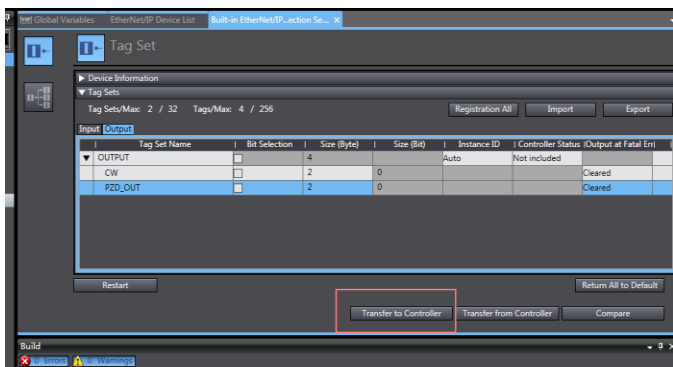 Global Variables EtherNet/IP Device List Built-in EtherNet/IP...ection Se... X
Tag Set
Device Information
Tag Sets
Tag Sets/Max: 2 / 32 Tags/Max: 4 / 256 Registration All Import Export
Input Output
Tag Set Name | Bit Selection | Size (Byte) | Size (Bit) | Instance ID | Controller Status |Output at Fatal Err|
OUTPUT 4 Auto Not included
CW 2 0 Cleared
PZD_OUT 2 0 Cleared
Restart Return All to Default
Transfer to Controller Transfer from Controller Compare
Build
0 Errors 0 Warnings